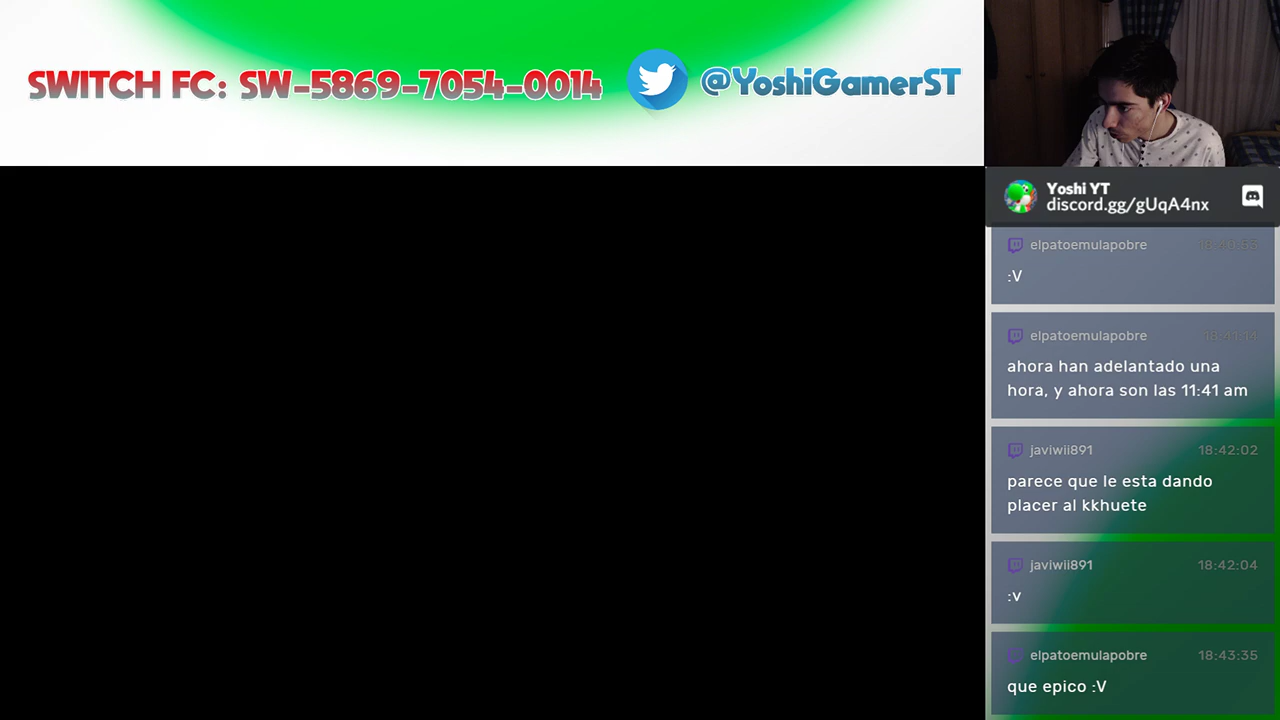 SWITCH FC: SW-5869-7054-0014
@YoshiGamerST
Yoshi YT
discord.gg/gUqA4nx
elpatoemulapobre
:V
elpatoemulapobre
ahora han adelantado una
hora, y ahora son las 11:41 am
javiwii891 18:42:02
parece que le esta dando
placer al kkhuete
javiwii891 18:42:04
:v
elpatoemulapobre 18:43:35
que epico :V